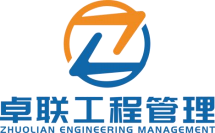 卓联工程管理
ZHUOLIAN ENGINEERING MANAGEMENT